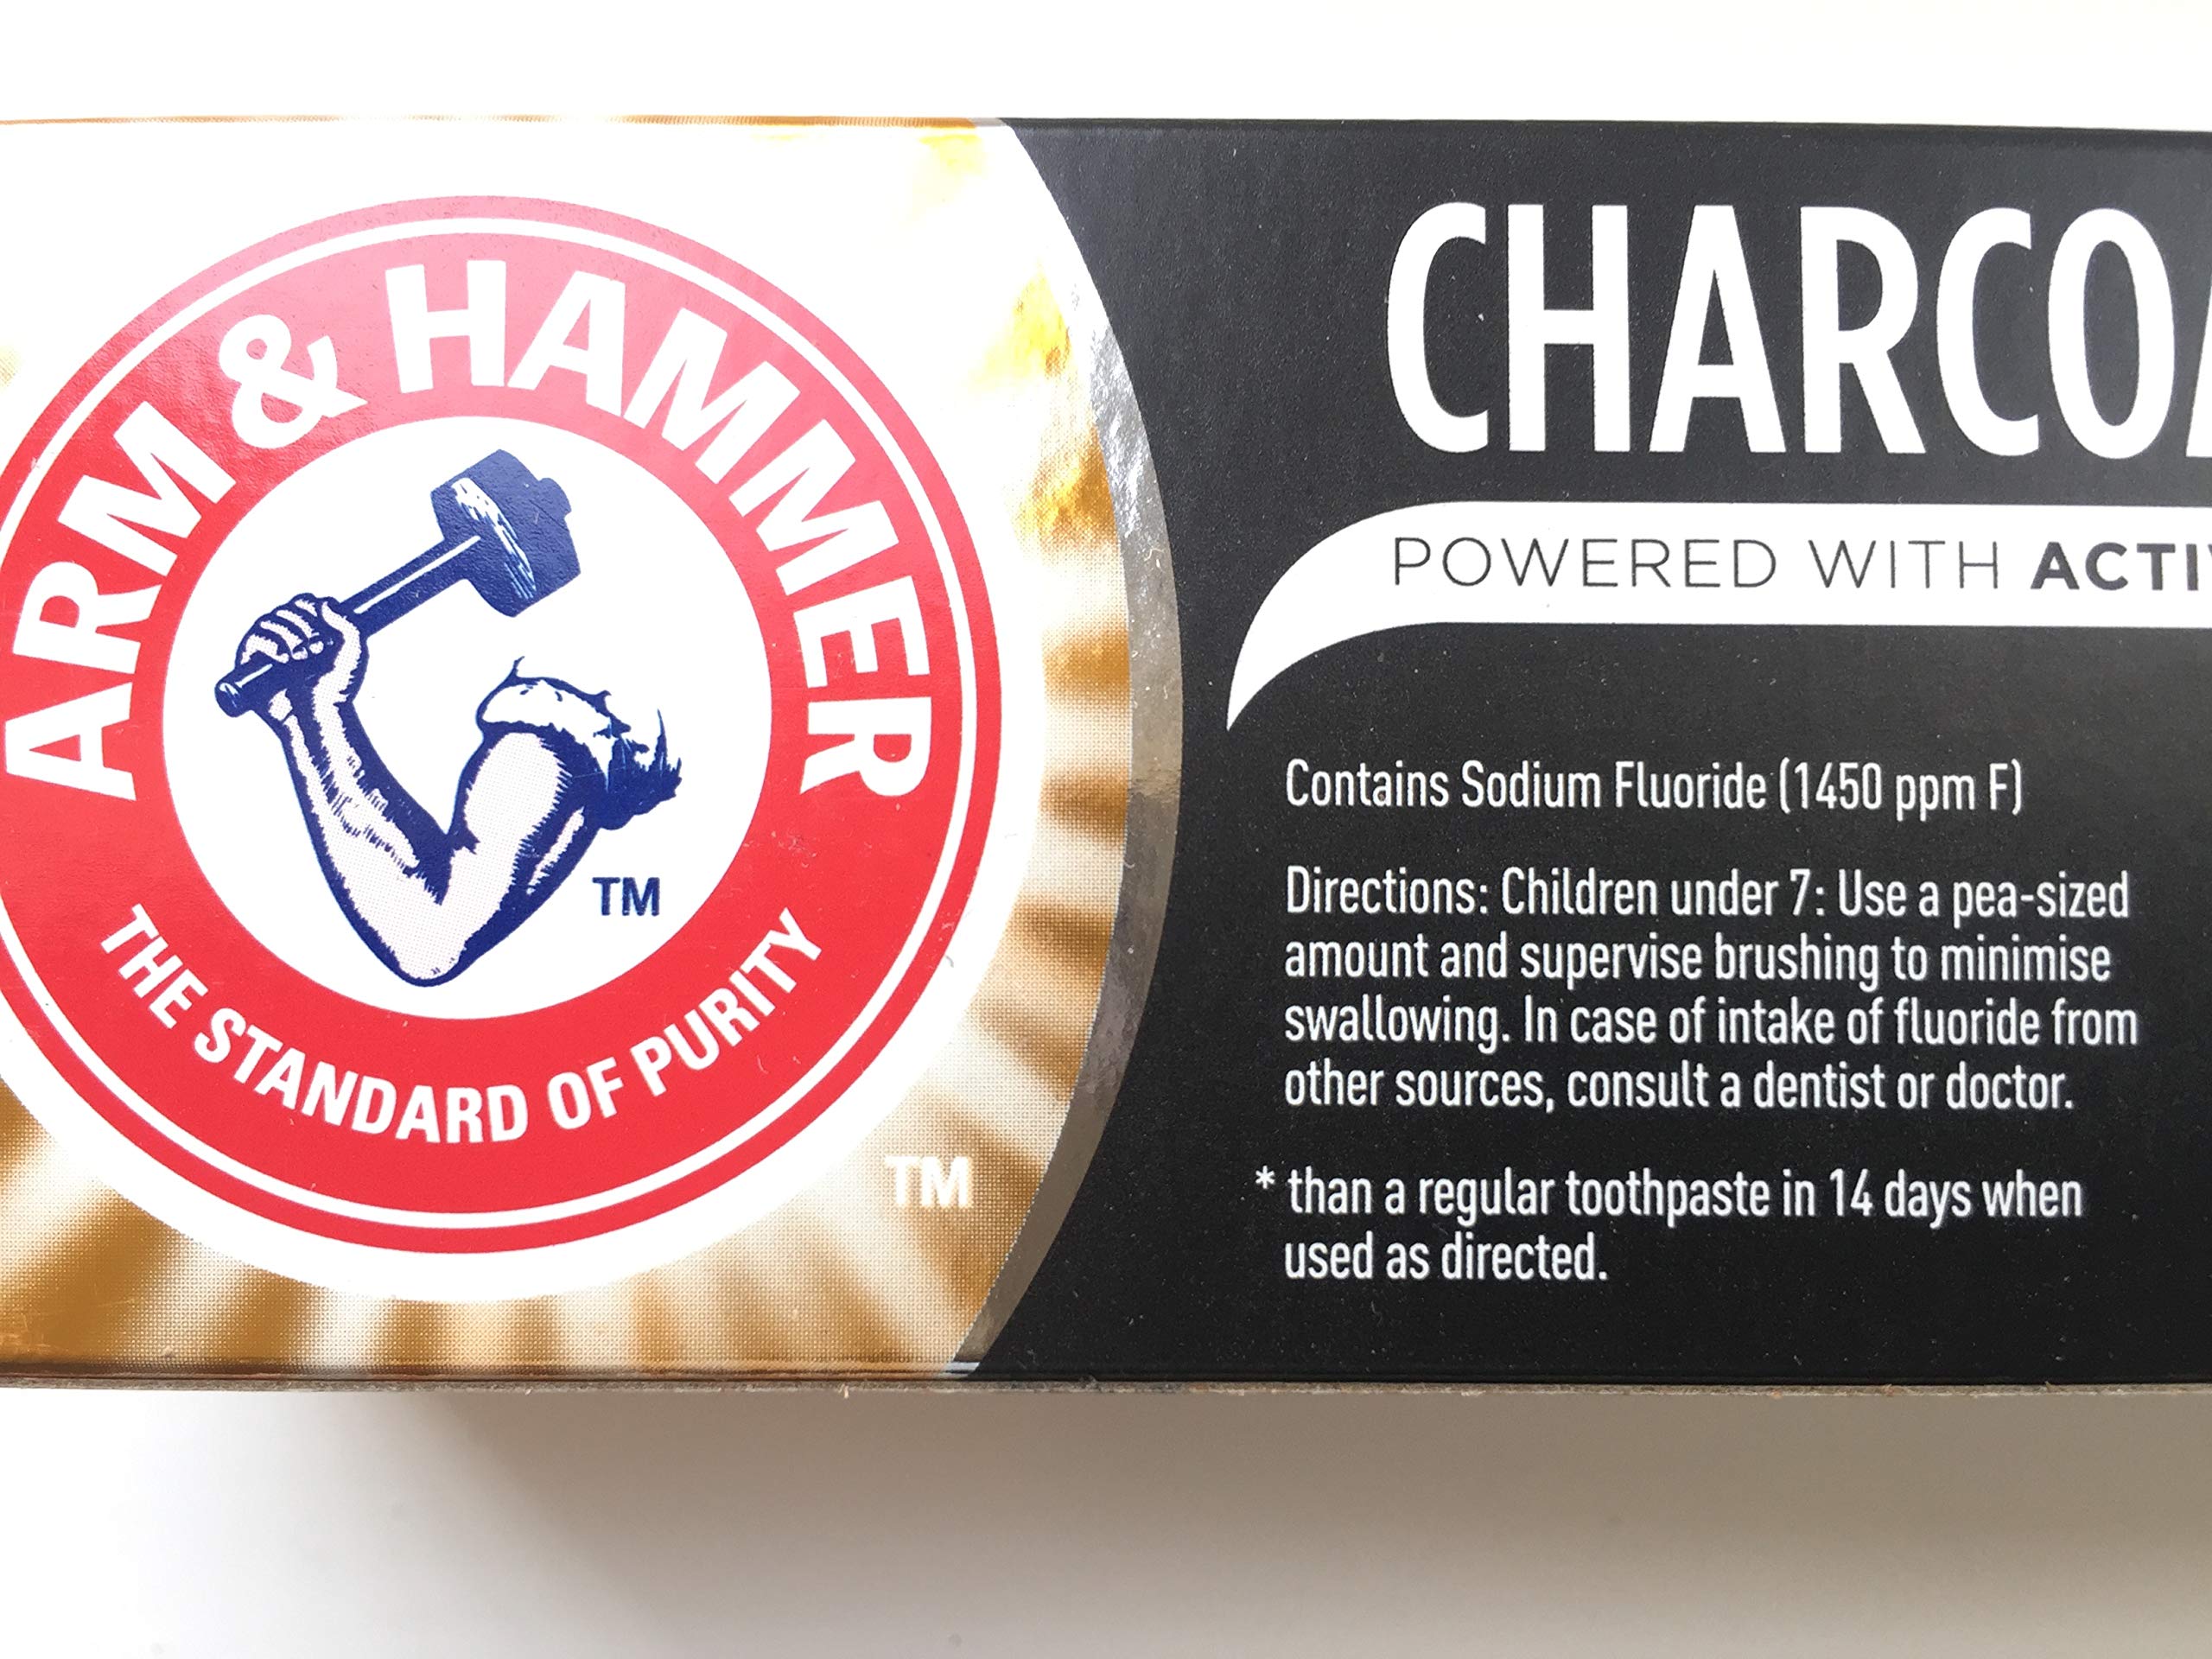 ARM & HAMMER
TM
THE STANDARD OF PURITY
TM
CHARCO
POWERED WITH ACTI
Contains Sodium Fluoride (1450 ppm F)
Directions: Children under 7: Use a pea-sized
amount and supervise brushing to minimise
swallowing. In case of intake of fluoride from
other sources, consult a dentist or doctor.
* than a regular toothpaste in 14 days when
used as directed.